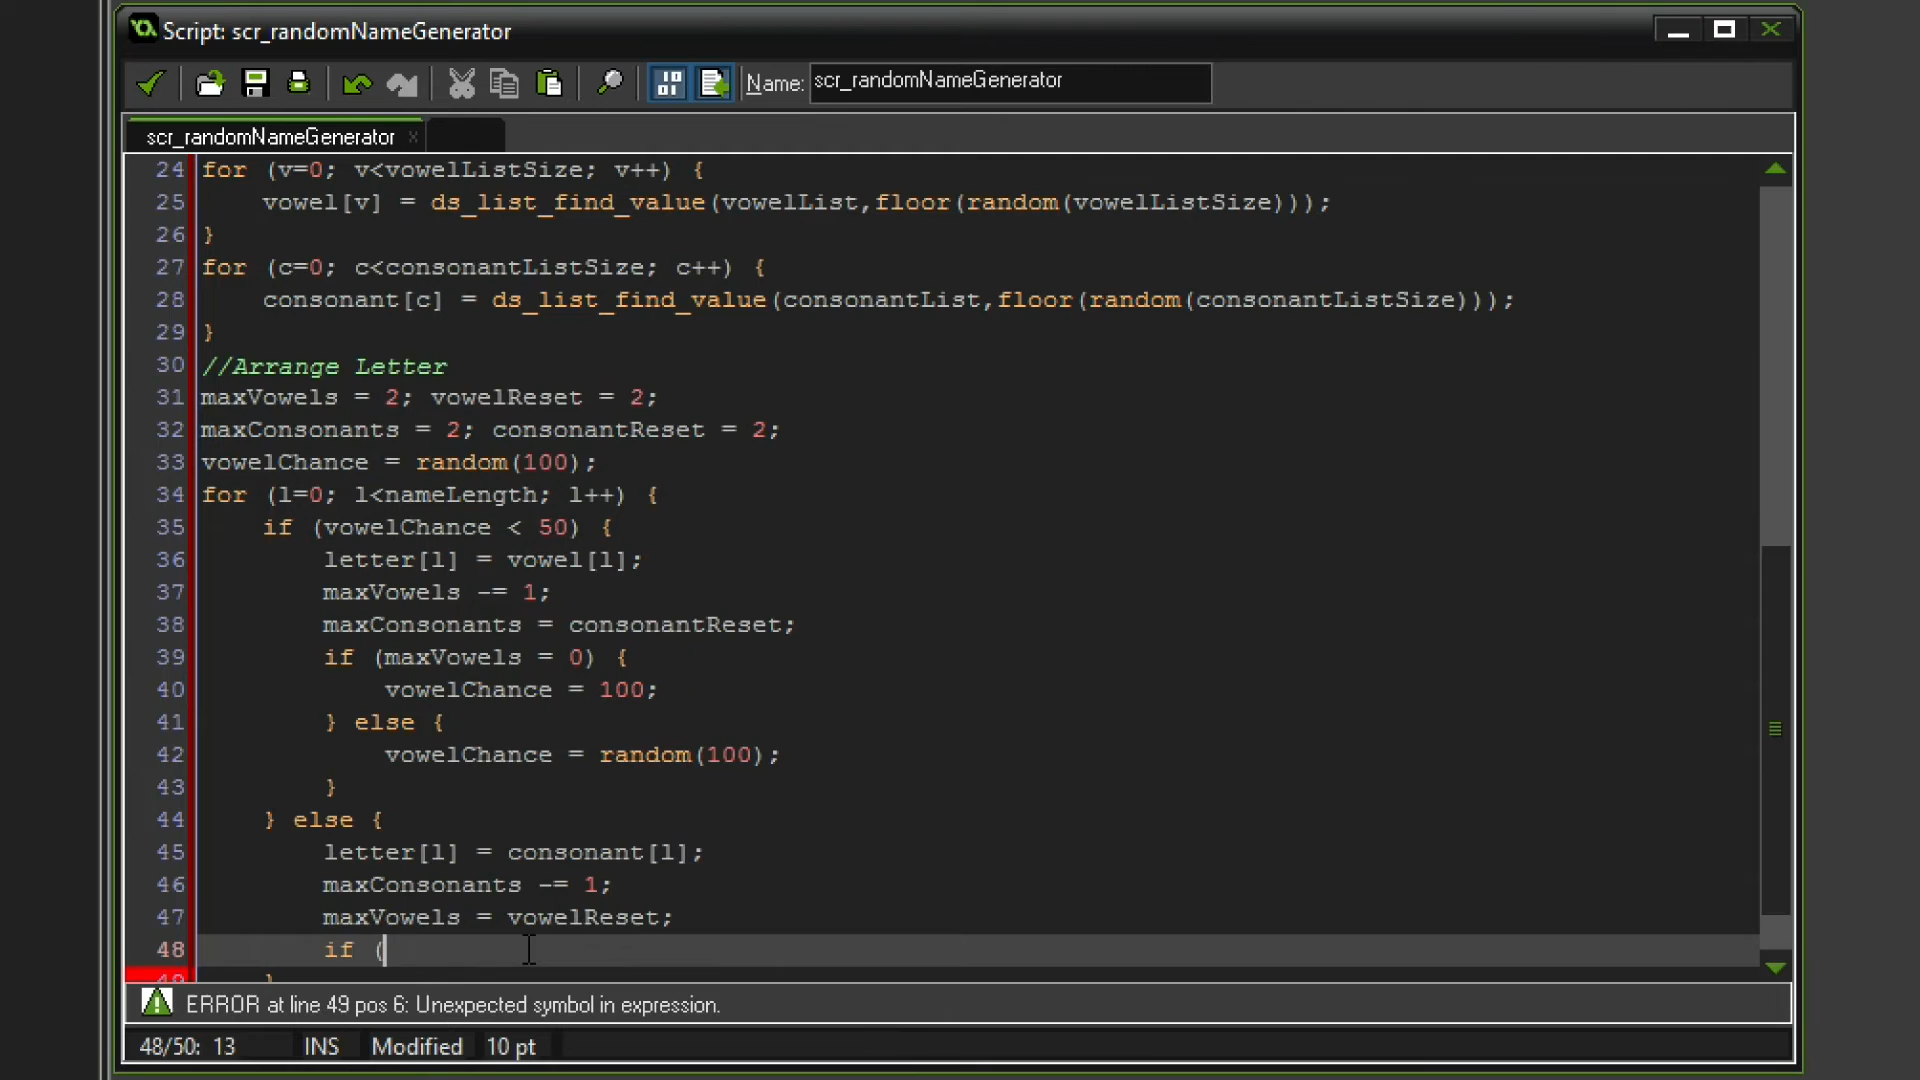 Script: scr_randomNameGenerator
Name: scr_randomNameGenerator
scr_randomNameGenerator
24 for (v=0; v<vowelListSize; v++) {
25     vowel[v] = ds_list_find_value(vowelList,floor(random(vowelListSize)));
26 }
27 for (c=0; c<consonantListSize; c++) {
28     consonant[c] = ds_list_find_value(consonantList,floor(random(consonantListSize)));
29 }
30 //Arrange Letter
31 maxVowels = 2; vowelReset = 2;
32 maxConsonants = 2; consonantReset = 2;
33 vowelChance = random(100);
34 for (l=0; l<nameLength; l++) {
35     if (vowelChance < 50) {
36         letter[l] = vowel[l];
37         maxVowels -= 1;
38         maxConsonants = consonantReset;
39         if (maxVowels = 0) {
40             vowelChance = 100;
41         } else {
42             vowelChance = random(100);
43         }
44     } else {
45         letter[l] = consonant[l];
46         maxConsonants -= 1;
47         maxVowels = vowelReset;
48         if (
49     }
ERROR at line 49 pos 6: Unexpected symbol in expression.
48/50: 13 INS Modified 10 pt